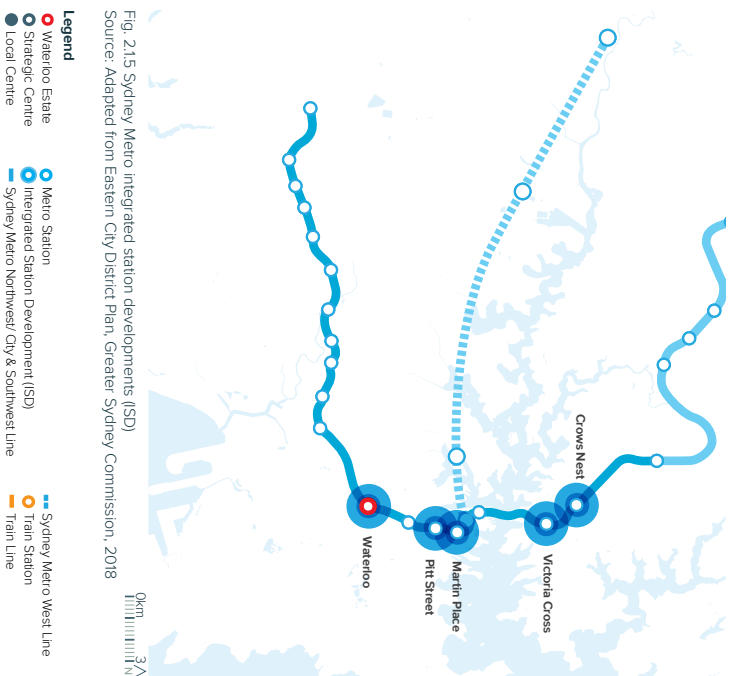 Crows Nest
Victoria Cross
Martin Place
Pitt Street
Waterloo
0km
3
N
Fig. 2.1.5 Sydney Metro integrated station developments (ISD)
Source: Adapted from Eastern City District Plan, Greater Sydney Commission, 2018
Legend
Waterloo Estate
Strategic Centre
Local Centre
Metro Station
Intergrated Station Development (ISD)
Sydney Metro Northwest/ City & Southwest Line
Sydney Metro West Line
Train Station
Train Line